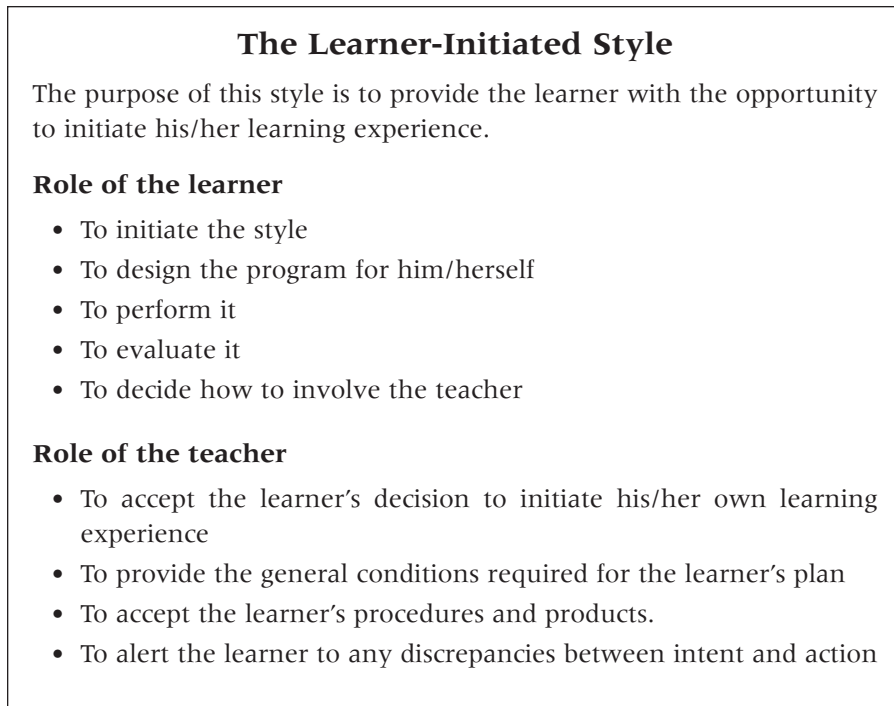 The Learner-Initiated Style
The purpose of this style is to provide the learner with the opportunity
to initiate his/her learning experience.
Role of the learner
• To initiate the style
• To design the program for him/herself
• To perform it
• To evaluate it
• To decide how to involve the teacher
Role of the teacher
• To accept the learner’s decision to initiate his/her own learning
experience
• To provide the general conditions required for the learner’s plan
• To accept the learner’s procedures and products.
• To alert the learner to any discrepancies between intent and action